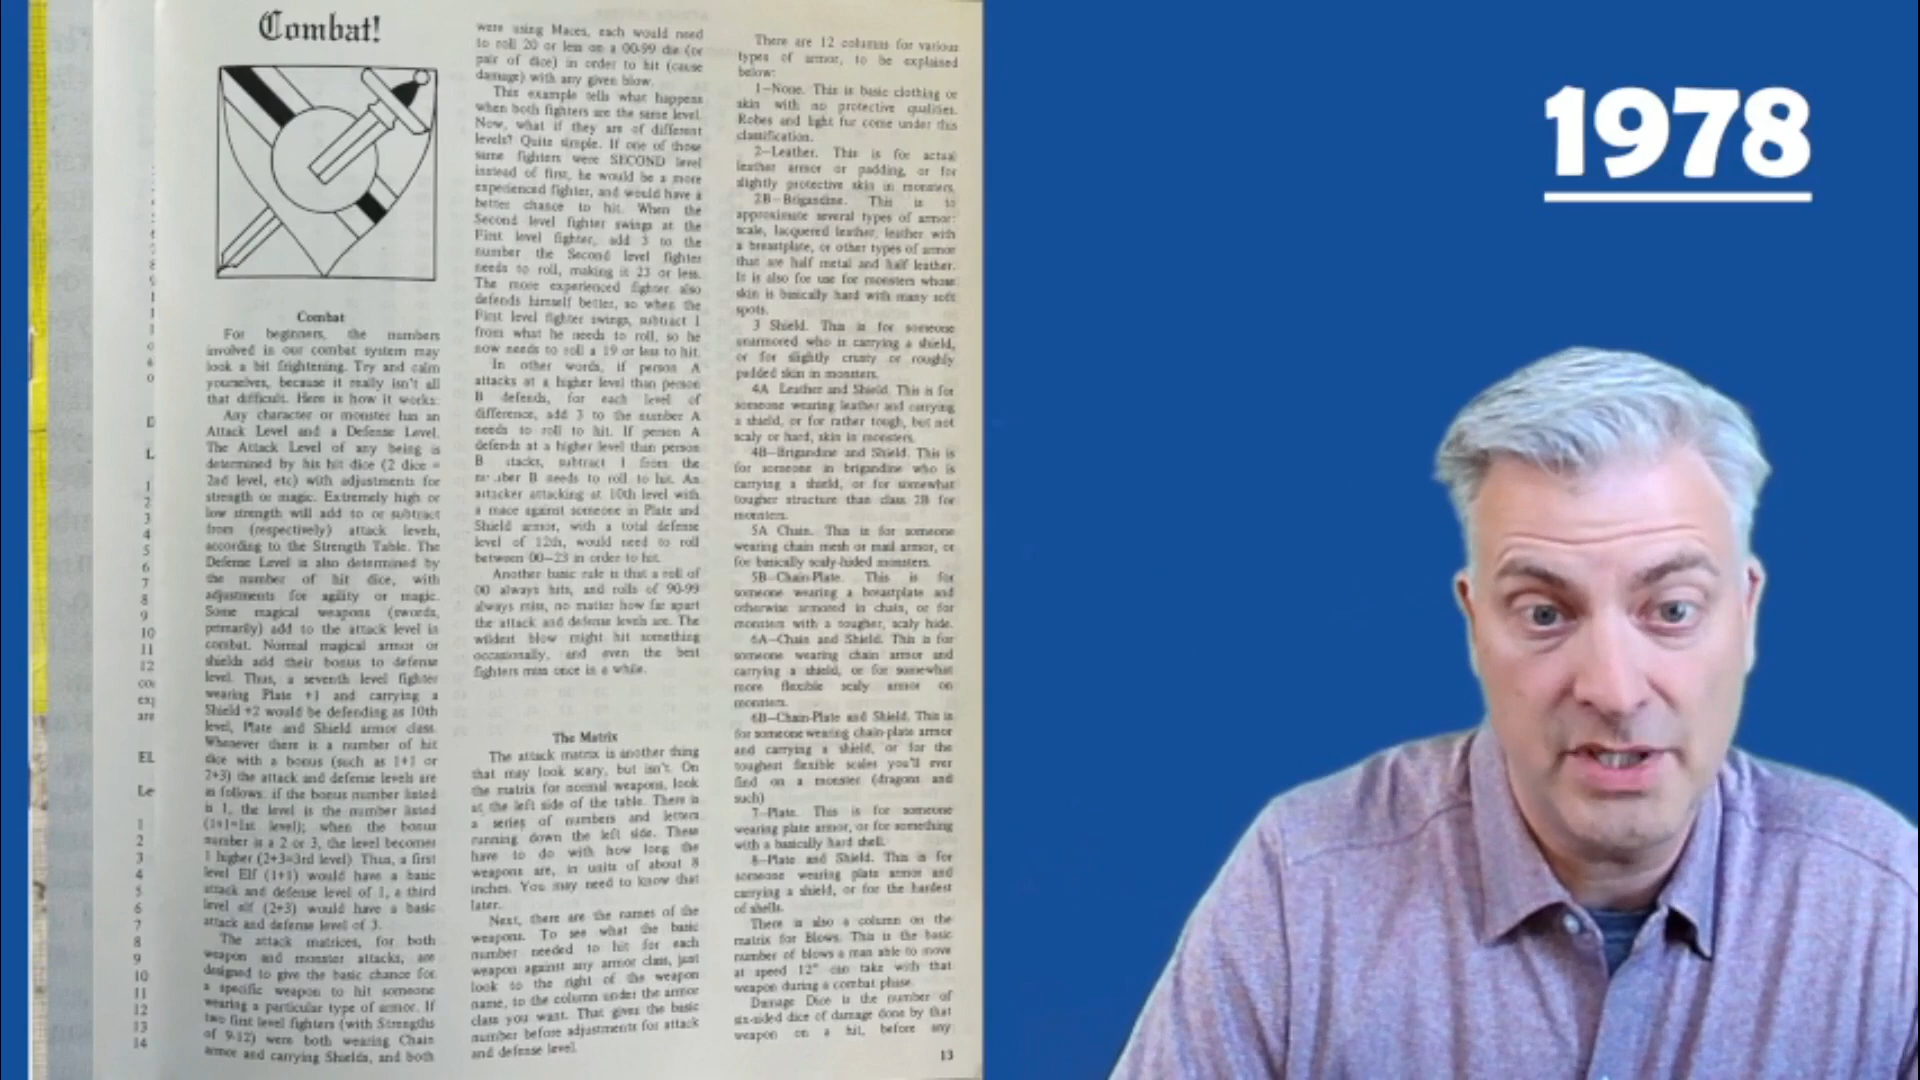 Combat!
Combat
For beginners, the numbers
involved in our combat system may
look a bit frightening. Try and calm
yourselves, because it really isn't all
that difficult. Here is how it works:
Any character or monster has an
Attack Level and a Defense Level.
The Attack Level of any being is
determined by his hit dice (2 dice =
2nd level, etc) with adjustments for
strength or magic. Extremely high or
low strength will add to or subtract
from (respectively) attack levels,
according to the Strength Table. The
Defense Level is also determined by
the number of hit dice, with
adjustments for agility or magic.
Some magical weapons (swords,
primarily) add to the attack level in
combat. Normal magical armor or
shields add their bonus to defense
level. Thus, a seventh level fighter
wearing Plate +1 and carrying a
Shield +2 would be defending as 10th
level, Plate and Shield armor class.
Whenever there is a number of hit
dice with a bonus (such as 1+1 or
2+3) the attack and defense levels are
as follows: if the bonus number listed
is 1, the level is the number listed
(1+1=1st level); when the bonus
number is a 2 or 3, the level becomes
1 higher (2+3=3rd level) Thus, a first
level Elf (1+1) would have a basic
attack and defense level of 1, a third
level elf (2+3) would have a basic
attack and defense level of 3.
The attack matrices, for both
weapon and monster attacks, are
designed to give the basic chance for
a specific weapon to hit someone
wearing a particular type of armor. If
two first level fighters (with Strengths
of 9-12) were both wearing Chain
armor and carrying Shields, and both
were using Maces, each would need
to roll 20 or less on a 00-99 die (or
pair of dice) in order to hit (cause
damage) with any given blow.
This example tells what happens
when both fighters are the same level.
Now, what if they are of different
levels? Quite simple. If one of those
same fighters were SECOND level
instead of first, he would be a more
experienced fighter, and would have a
better chance to hit. When the
Second level fighter swings at the
First level fighter, add 3 to the
number the Second level fighter
needs to roll, making it 23 or less.
The more experienced fighter also
defends himself better, so when the
First level fighter swings, subtract 1
from what he needs to roll, so he
now needs to roll a 19 or less to hit.
In other words, if person A
attacks at a higher level than person
B defends, for each level of
difference, add 3 to the number A
needs to roll to hit. If person A
defends at a higher level than person
B attacks, subtract 1 from the
number B needs to roll to hit. An
attacker attacking at 10th level with
a mace against someone in Plate and
Shield armor, with a total defense
level of 12th, would need to roll
between 00—23 in order to hit.
Another basic rule is that a roll of
00 always hits, and rolls of 90-99
always miss, no matter how far apart
the attack and defense levels are. The
wildest blow might hit something
occasionally, and even the best
fighters miss once in a while.
The Matrix
The attack matrix is another thing
that may look scary, but isn't. On
the matrix for normal weapons, look
at the left side of the table. There is
a series of numbers and letters
running down the left side. These
have to do with how long the
weapons are, in units of about 8
inches. You may need to know that
later.
Next, there are the names of the
weapons. To see what the basic
number needed to hit for each
weapon against any armor class, just
look to the right of the weapon
name, to the column under the armor
class you want. That gives the basic
number before adjustments for attack
and defense level.
There are 12 columns for various
types of armor, to be explained
below:
1—None. This is basic clothing or
skin with no protective qualities.
Robes and light fur come under this
classification.
2—Leather. This is for actual
leather armor or padding, or for
slightly protective skin in monsters.
2B—Brigandine. This is to
approximate several types of armor:
scale, lacquered leather, leather with
a breastplate, or other types of armor
that are half metal and half leather.
It is also for use for monsters whose
skin is basically hard with many soft
spots.
3 Shield. This is for someone
unarmored who is carrying a shield,
or for slightly crusty or roughly
padded skin in monsters.
4A Leather and Shield. This is for
someone wearing leather and carrying
a shield, or for rather tough, but not
scaly or hard, skin in monsters.
4B—Brigandine and Shield. This is
for someone in brigandine who is
carrying a shield, or for somewhat
tougher structure than class 2B for
monsters.
5A Chain. This is for someone
wearing chain mesh or mail armor, or
for basically scaly-hided monsters.
5B—Chain-Plate. This is for
someone wearing a breastplate and
otherwise armored in chain, or for
monsters with a tougher, scaly hide.
6A—Chain and Shield. This is for
someone wearing chain armor and
carrying a shield, or for somewhat
more flexible scaly armor on
monsters.
6B—Chain-Plate and Shield. This is
for someone wearing chain-plate armor
and carrying a shield, or for the
toughest flexible scales you'll ever
find on a monster (dragons and
such)
7—Plate. This is for someone
wearing plate armor, or for something
with a basically hard shell.
8—Plate and Shield. This is for
someone wearing plate armor and
carrying a shield, or for the hardest
of shells.
There is also a column on the
matrix for Blows. This is the basic
number of blows a man able to move
at speed 12" can take with that
weapon during a combat phase.
Damage Dice is the number of
six-sided dice of damage done by that
weapon on a hit, before any
13
1978